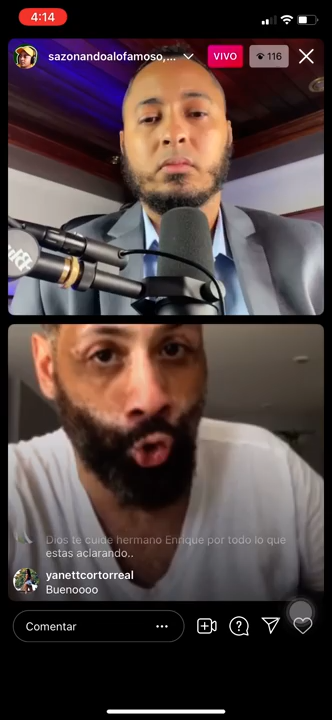 4:14
sazonandoalofamoso,...
VIVO
116
Dios te cuide hermano Enrique por todo lo que
estas aclarando..
yanettcortorreal
Buenoooo
Comentar